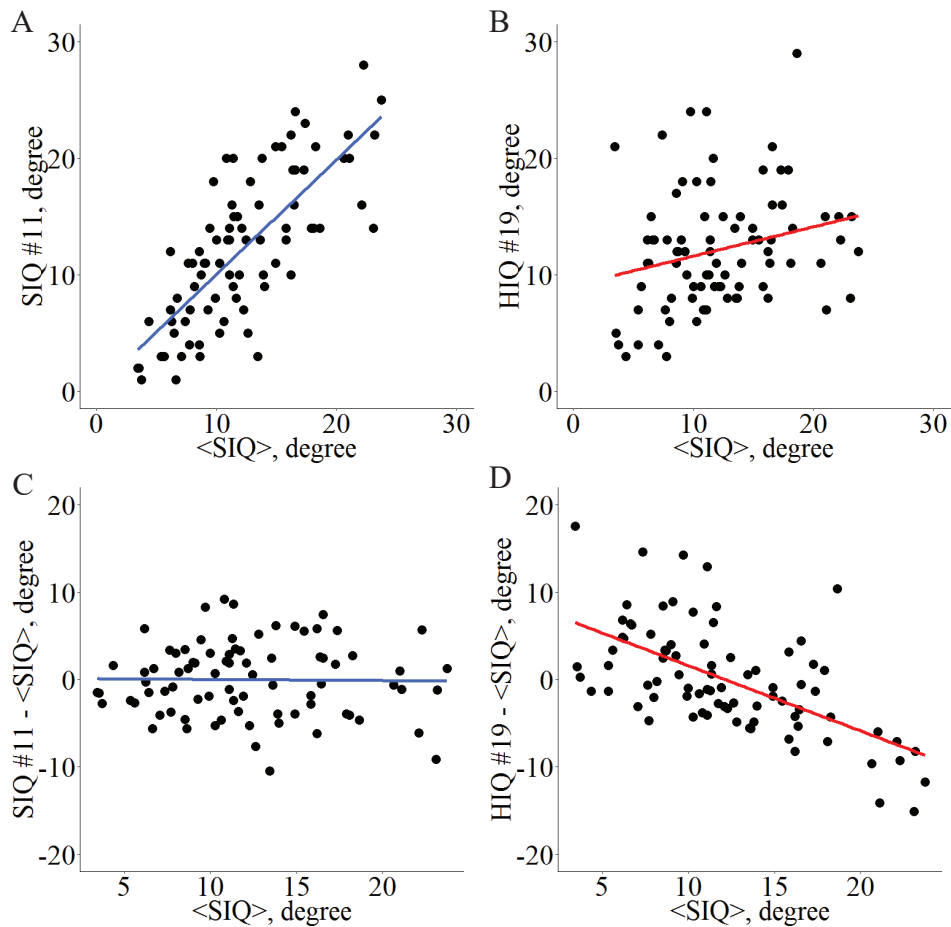 A
SIQ #11, degree
30
20
10
0
0 10 20 30
<SIQ>, degree
B
HIQ #19, degree
30
20
10
0
0 10 20 30
<SIQ>, degree
C
SIQ #11 - <SIQ>, degree
20
10
0
-10
-20
5 10 15 20
<SIQ>, degree
D
HIQ #19 - <SIQ>, degree
20
10
0
-10
-20
5 10 15 20
<SIQ>, degree